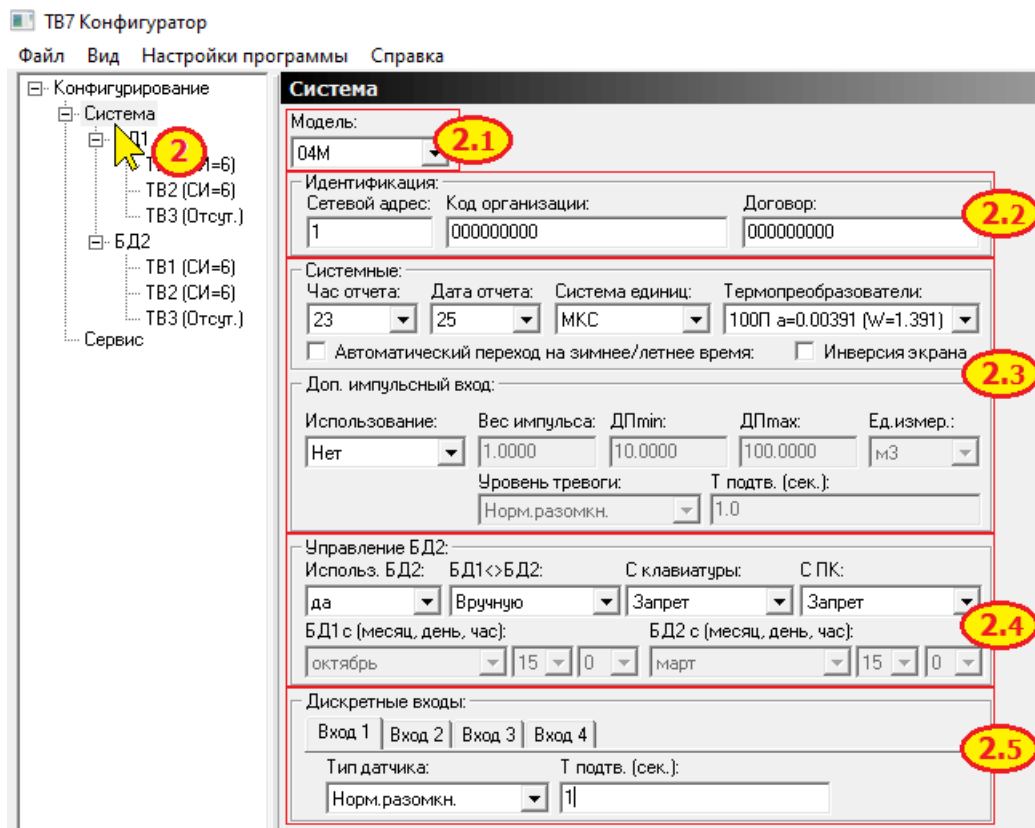 ТВ7 Конфигуратор
Файл Вид Настройки программы Справка
Конфигурирование
Система
2
ТВ2 (СИ=6)
ТВ3 (Отсут.)
БД2
ТВ1 (СИ=6)
ТВ2 (СИ=6)
ТВ3 (Отсут.)
Сервис
Система
Модель:
04М
2.1
Идентификация:
Сетевой адрес: Код организации: Договор:
1 000000000 000000000
2.2
Системные:
Час отчета: Дата отчета: Система единиц: Термопреобразователи:
23 25 МКС 100П а=0.00391 (W=1.391)
Автоматический переход на зимнее/летнее время: Инверсия экрана
2.3
Доп. импульсный вход:
Использование: Вес импульса: ДПmin: ДПmax: Ед.измер.:
Нет 1.0000 10.0000 100.0000 м3
Уровень тревоги: Т подтв. (сек.):
Норм.разомкн. 1.0
Управление БД2:
Использ. БД2: БД1<>БД2: С клавиатуры: С ПК:
да Вручную Запрет Запрет
2.4
БД1 с (месяц, день, час): БД2 с (месяц, день, час):
октябрь 15 0 март 15 0
Дискретные входы:
Вход 1 Вход 2 Вход 3 Вход 4
2.5
Тип датчика: Т подтв. (сек.):
Норм.разомкн. 1